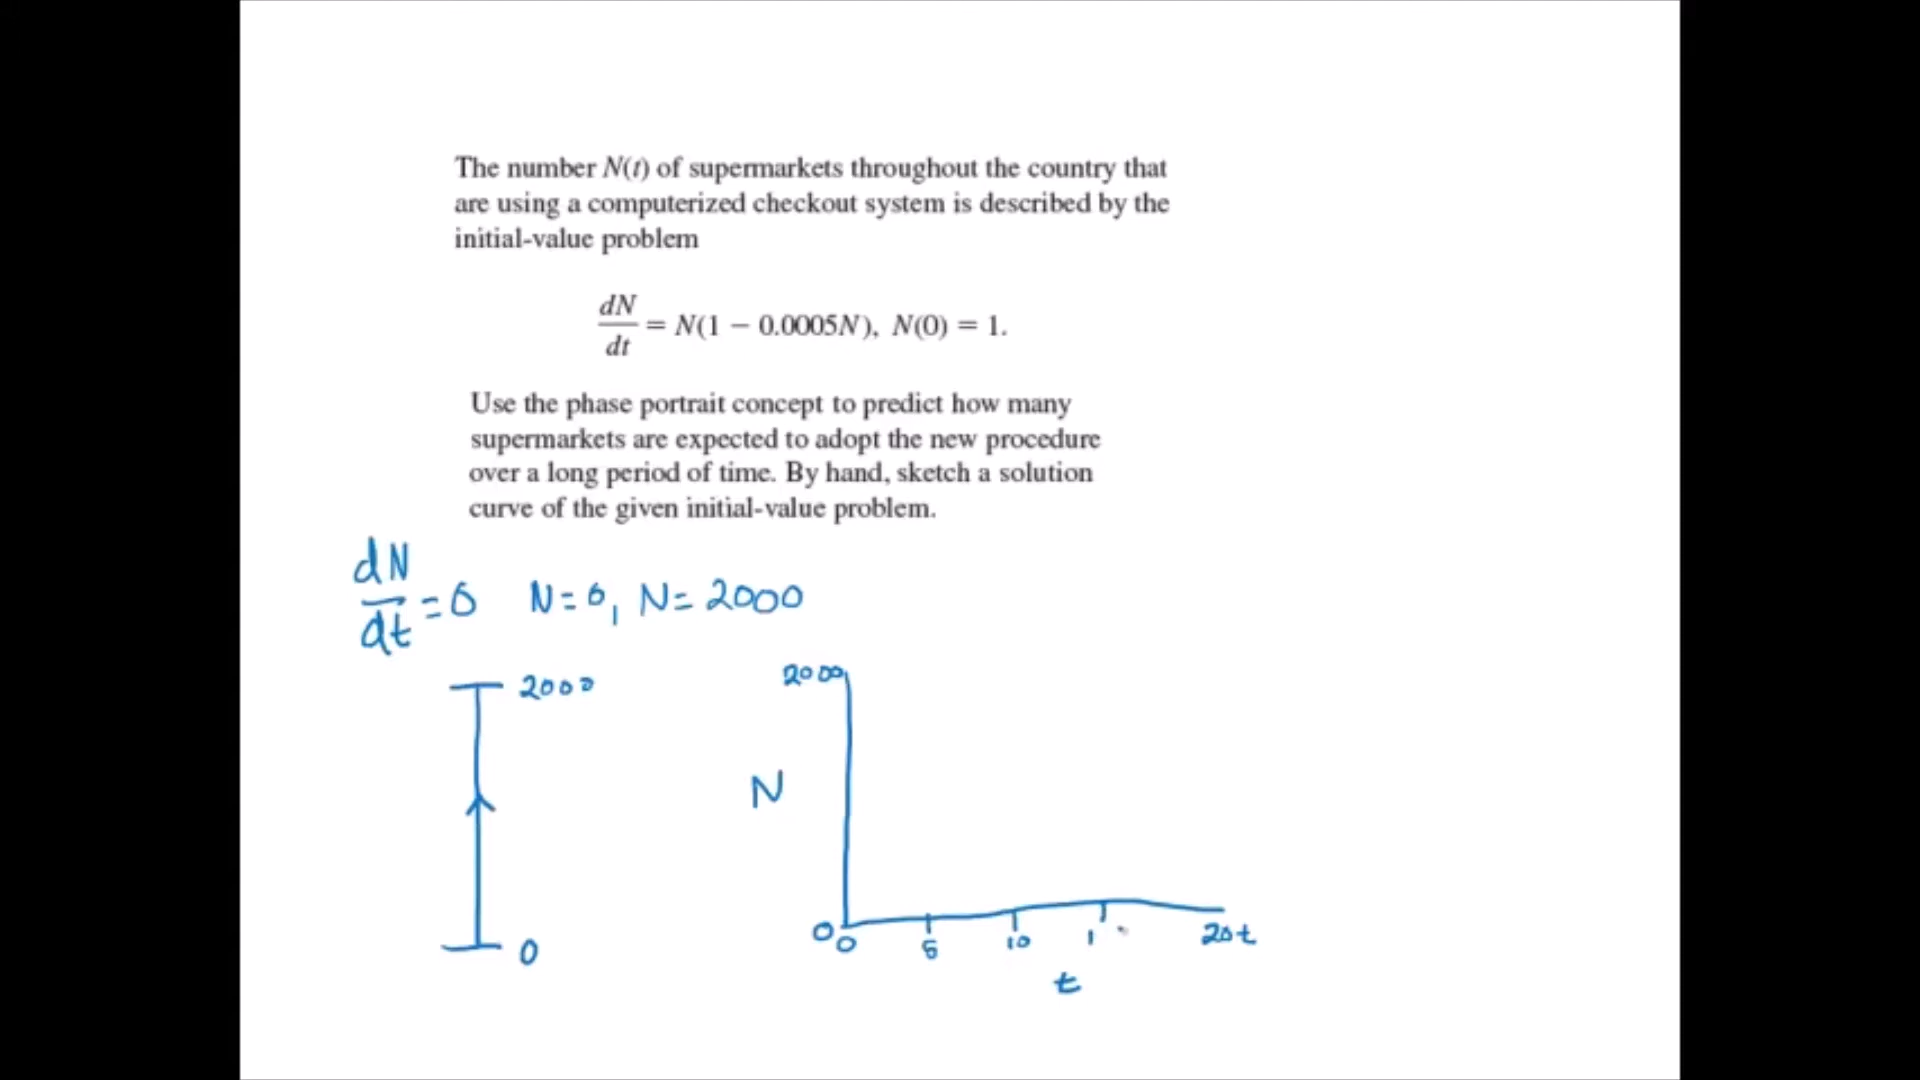 The number N(t) of supermarkets throughout the country that
are using a computerized checkout system is described by the
initial-value problem
dN/dt = N(1 − 0.0005N), N(0) = 1.
Use the phase portrait concept to predict how many
supermarkets are expected to adopt the new procedure
over a long period of time. By hand, sketch a solution
curve of the given initial-value problem.
dN/dt = 0 N = 0, N = 2000
2000
0
2000
N
0
0 5 10 1 20t
t